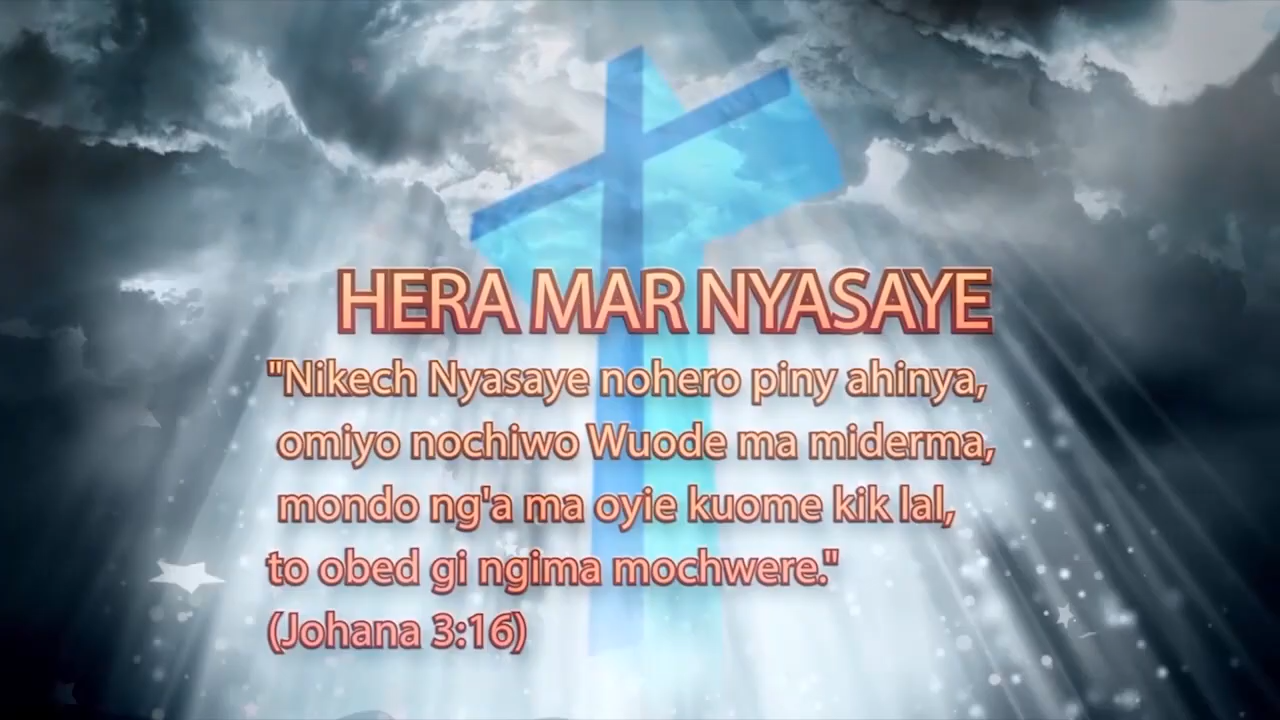 HERA MAR NYASAYE
"Nikech Nyasaye nohero piny ahinya,
omiyo nochiwo Wuode ma miderma,
mondo ng'a ma oyie kuome kik lal,
to obed gi ngima mochwere."
(Johana 3:16)